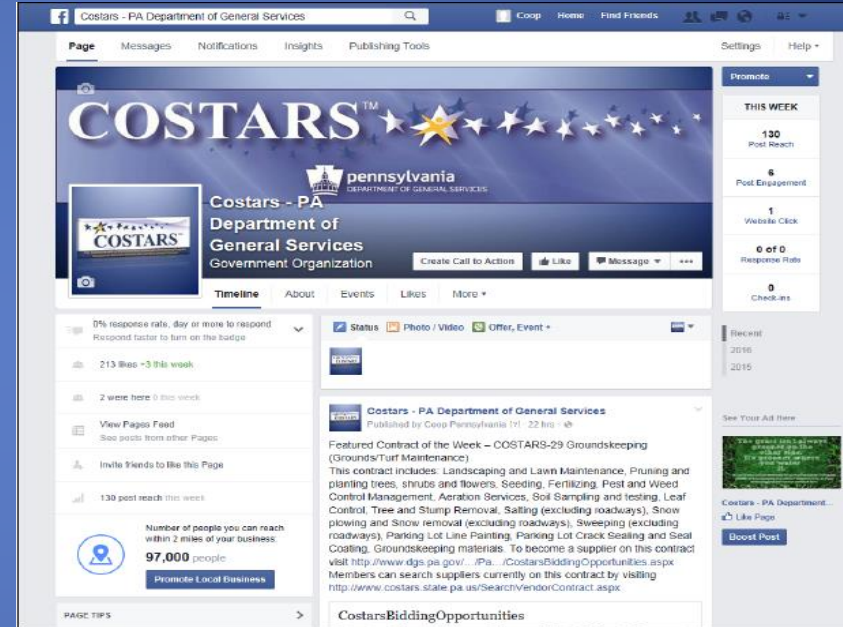 Costars - PA Department of General Services
Coop Home Find Friends
Page Messages Notifications Insights Publishing Tools
Settings Help
Promote
COSTARS™
pennsylvania
DEPARTMENT OF GENERAL SERVICES
COSTARS
Costars - PA
Department of
General Services
Government Organization
Create Call to Action Like Message
Timeline About Events Likes More
THIS WEEK
130
Post Reach
6
Post Engagement
1
Website Click
0 of 0
Response Rate
0
Check-ins
Recent
2016
2015
0% response rate, day or more to respond
Respond faster to turn on the badge
213 likes +3 this week
2 were here 0 this week
View Pages Feed
See posts from other Pages
Invite friends to like this Page
130 post reach this week
Number of people you can reach
within 2 miles of your business:
97,000 people
Promote Local Business
PAGE TIPS
Status Photo / Video Offer, Event +
Costars - PA Department of General Services
Published by Coop Pennsylvania [?] · 22 hrs ·
Featured Contract of the Week – COSTARS-29 Groundskeeping
(Grounds/Turf Maintenance)
This contract includes: Landscaping and Lawn Maintenance, Pruning and
planting trees, shrubs and flowers, Seeding, Fertilizing, Pest and Weed
Control Management, Aeration Services, Soil Sampling and testing, Leaf
Control, Tree and Stump Removal, Salting (excluding roadways), Snow
plowing and Snow removal (excluding roadways), Sweeping (excluding
roadways), Parking Lot Line Painting, Parking Lot Crack Sealing and Seal
Coating, Groundskeeping materials. To become a supplier on this contract
visit http://www.dgs.pa.gov/.../Pa.../CostarsBiddingOpportunities.aspx
Members can search suppliers currently on this contract by visiting
http://www.costars.state.pa.us/SearchVendorContract.aspx
CostarsBiddingOpportunities
See Your Ad Here
Costars - PA Department...
Like Page
Boost Post